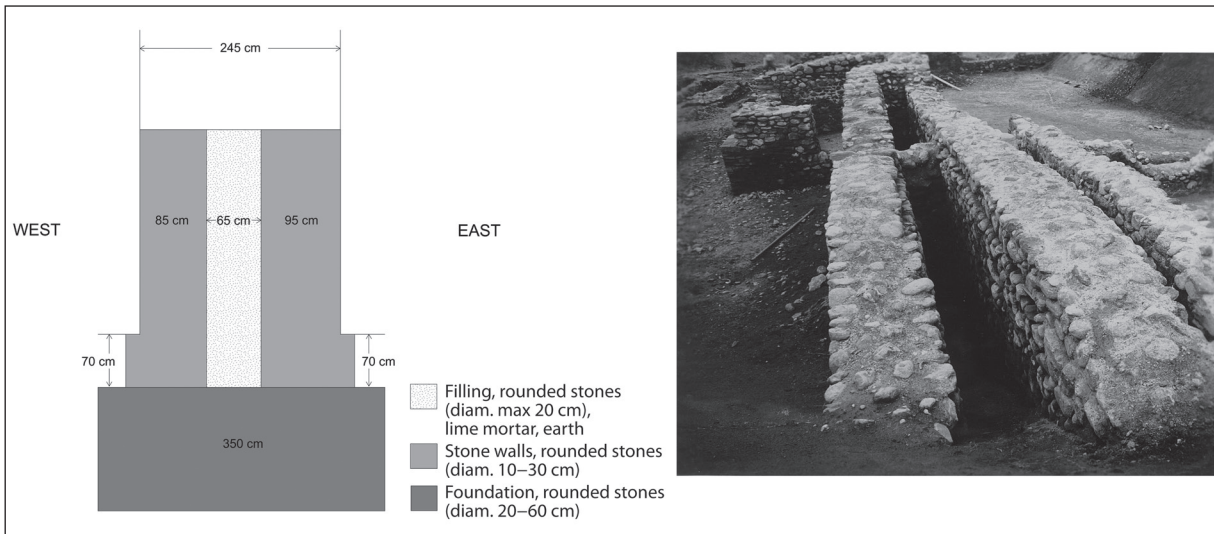 245 cm
WEST
85 cm
65 cm
95 cm
EAST
70 cm
70 cm
350 cm
Filling, rounded stones
(diam. max 20 cm),
lime mortar, earth
Stone walls, rounded stones
(diam. 10–30 cm)
Foundation, rounded stones
(diam. 20–60 cm)